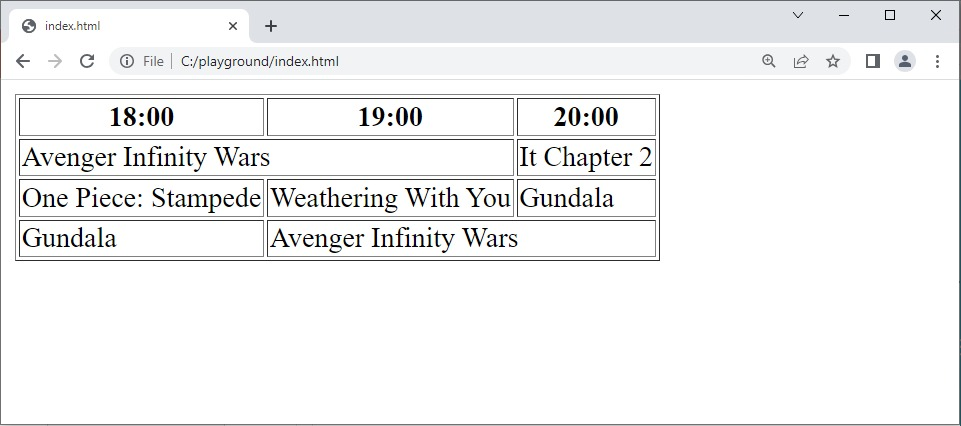 index.html
File C:/playground/index.html
18:00 19:00 20:00
Avenger Infinity Wars It Chapter 2
One Piece: Stampede Weathering With You Gundala
Gundala Avenger Infinity Wars